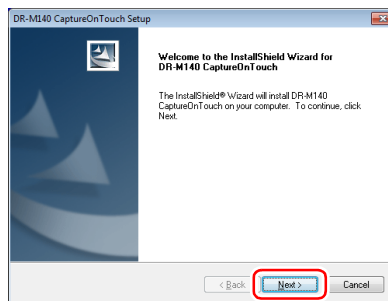 DR-M140 CaptureOnTouch Setup
Welcome to the InstallShield Wizard for
DR-M140 CaptureOnTouch
The InstallShield® Wizard will install DR-M140
CaptureOnTouch on your computer. To continue, click
Next.
< Back Next > Cancel